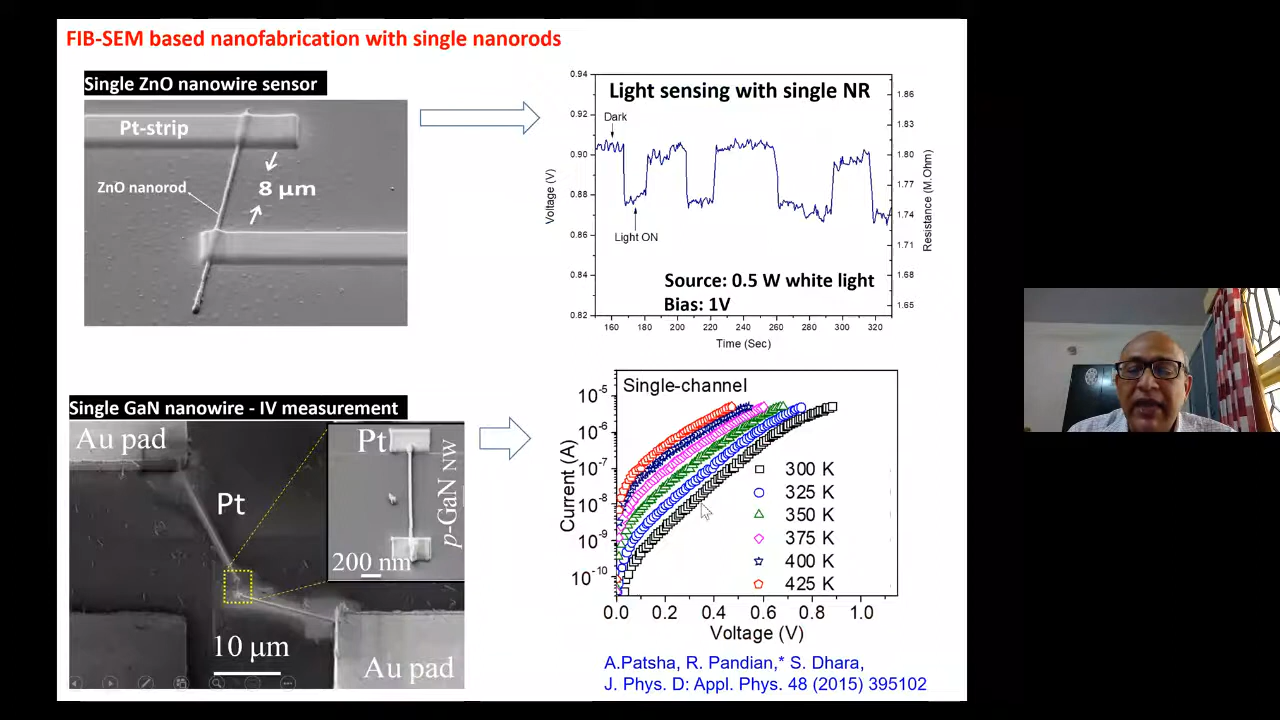 FIB-SEM based nanofabrication with single nanorods
Single ZnO nanowire sensor
Pt-strip
ZnO nanorod
8 µm
Light sensing with single NR
Dark
Light ON
Source: 0.5 W white light
Bias: 1V
Voltage (V)
0.94
0.92
0.90
0.88
0.86
0.84
0.82
Resistance (M.Ohm)
1.86
1.83
1.80
1.77
1.74
1.71
1.68
1.65
160 180 200 220 240 260 280 300 320
Time (Sec)
Single GaN nanowire - IV measurement
Au pad
Pt
Pt
p-GaN NW
200 nm
10 µm
Au pad
Single-channel
Current (A)
10⁻⁵
10⁻⁶
10⁻⁷
10⁻⁸
10⁻⁹
10⁻¹⁰
300 K
325 K
350 K
375 K
400 K
425 K
0.0 0.2 0.4 0.6 0.8 1.0
Voltage (V)
A.Patsha, R. Pandian,* S. Dhara,
J. Phys. D: Appl. Phys. 48 (2015) 395102